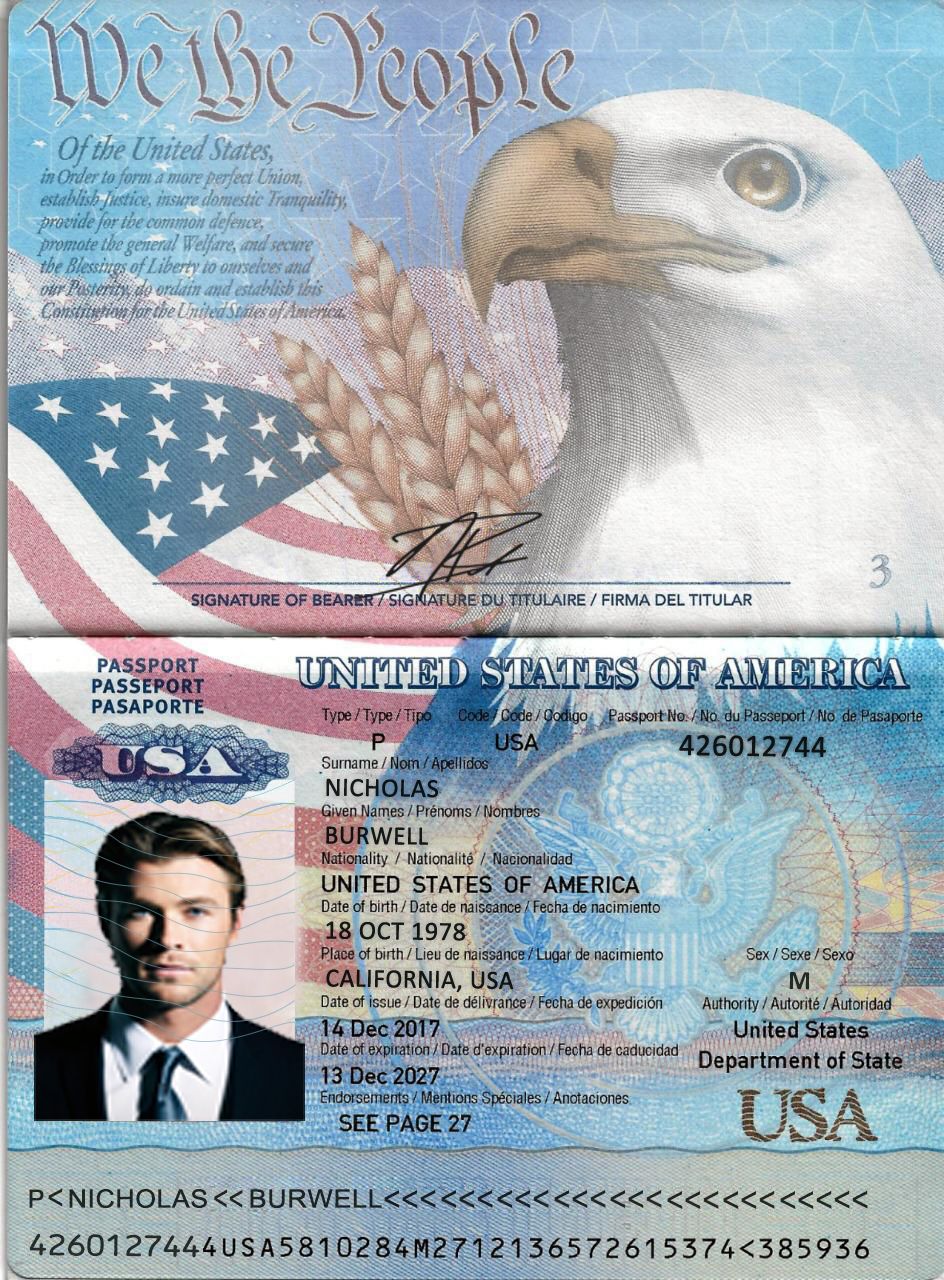 We the People
Of the United States,
in Order to form a more perfect Union,
establish Justice, insure domestic Tranquility,
provide for the common defence,
promote the general Welfare, and secure
the Blessings of Liberty to ourselves and
our Posterity, do ordain and establish this
Constitution for the United States of America.
3
SIGNATURE OF BEARER / SIGNATURE DU TITULAIRE / FIRMA DEL TITULAR
PASSPORT
PASSEPORT
PASAPORTE
USA
UNITED STATES OF AMERICA
Type / Type / Tipo Code / Code / Codigo Passport No. / No. du Passeport / No. de Pasaporte
P USA 426012744
Surname / Nom / Apellidos
NICHOLAS
Given Names / Prénoms / Nombres
BURWELL
Nationality / Nationalité / Nacionalidad
UNITED STATES OF AMERICA
Date of birth / Date de naissance / Fecha de nacimiento
18 OCT 1978
Place of birth / Lieu de naissance / Lugar de nacimiento Sex / Sexe / Sexo
CALIFORNIA, USA M
Date of issue / Date de délivrance / Fecha de expedición Authority / Autorité / Autoridad
14 Dec 2017 United States
Date of expiration / Date d'expiration / Fecha de caducidad Department of State
13 Dec 2027
Endorsements / Mentions Spéciales / Anotaciones
SEE PAGE 27
USA
P<NICHOLAS<<BURWELL<<<<<<<<<<<<<<<<<<<<<<<<<<
4260127444USA5810284M2712136572615374<385936